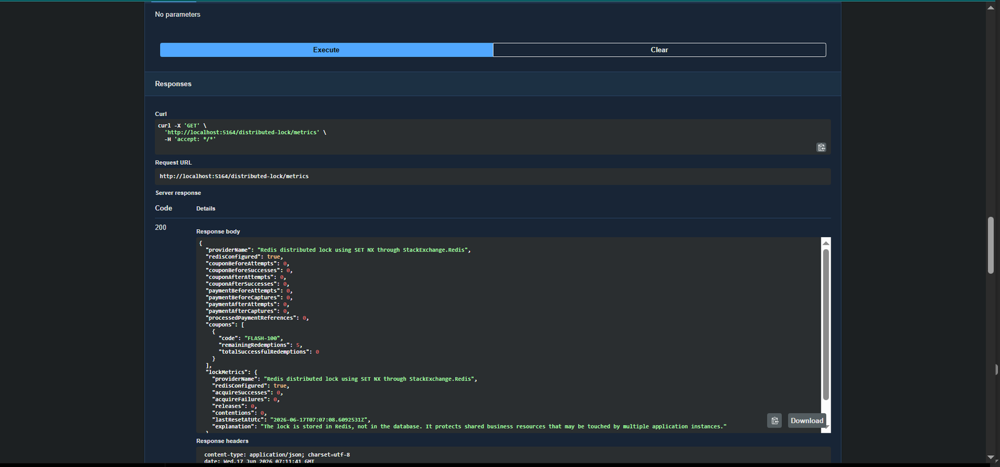 No parameters
Execute
Clear
Responses
Curl
curl -X 'GET' \
'http://localhost:5164/distributed-lock/metrics' \
-H 'accept: */*'
Request URL
http://localhost:5164/distributed-lock/metrics
Server response
Code
Details
200
Response body
{
"providerName": "Redis distributed lock using SET NX through StackExchange.Redis",
"redisConfigured": true,
"couponBeforeAttempts": 0,
"couponBeforeSuccesses": 0,
"couponAfterAttempts": 0,
"couponAfterSuccesses": 0,
"paymentBeforeAttempts": 0,
"paymentBeforeCaptures": 0,
"paymentAfterAttempts": 0,
"paymentAfterCaptures": 0,
"processedPaymentReferences": 0,
"coupons": [
{
"code": "FLASH-100",
"remainingRedemptions": 5,
"totalSuccessfulRedemptions": 0
}
],
"lockMetrics": {
"providerName": "Redis distributed lock using SET NX through StackExchange.Redis",
"redisConfigured": true,
"acquireSuccesses": 0,
"acquireFailures": 0,
"releases": 0,
"contentions": 0,
"lastResetAtUtc": "2026-06-17T07:07:08.6092531Z",
"explanation": "The lock is stored in Redis, not in the database. It protects shared business resources that may be touched by multiple application instances."
}
Download
Response headers
content-type: application/json; charset=utf-8
date: Wed,17 Jun 2026 07:11:41 GMT